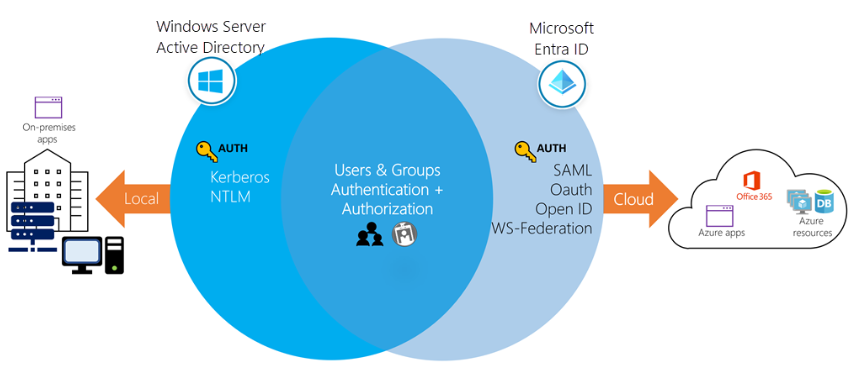 Windows Server
Active Directory
Microsoft
Entra ID
On-premises
apps
AUTH
Kerberos
NTLM
Local
Users & Groups
Authentication +
Authorization
AUTH
SAML
Oauth
Open ID
WS-Federation
Cloud
Office 365
Azure apps
DB
Azure
resources